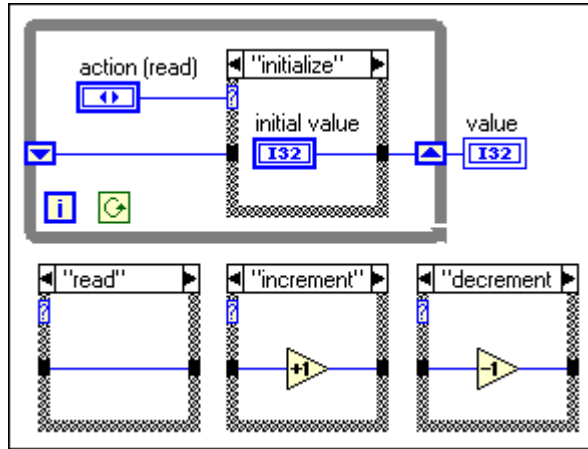 action (read)
"initialize"
?
initial value
value
I32
I32
i
"read"
"increment"
"decrement
?
?
?
+1
-1